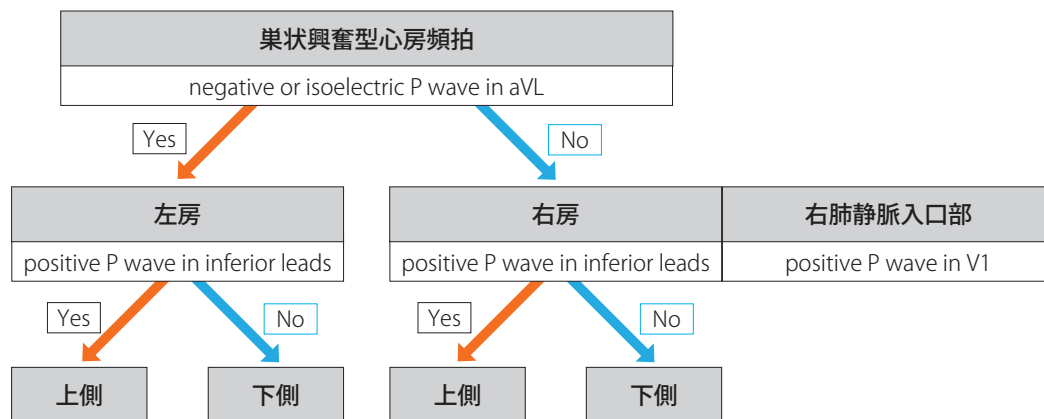 巣状興奮型心房頻拍
negative or isoelectric P wave in aVL
Yes
No
左房
右房
右肺静脈入口部
positive P wave in inferior leads
positive P wave in inferior leads
positive P wave in V1
Yes
No
Yes
No
上側
下側
上側
下側